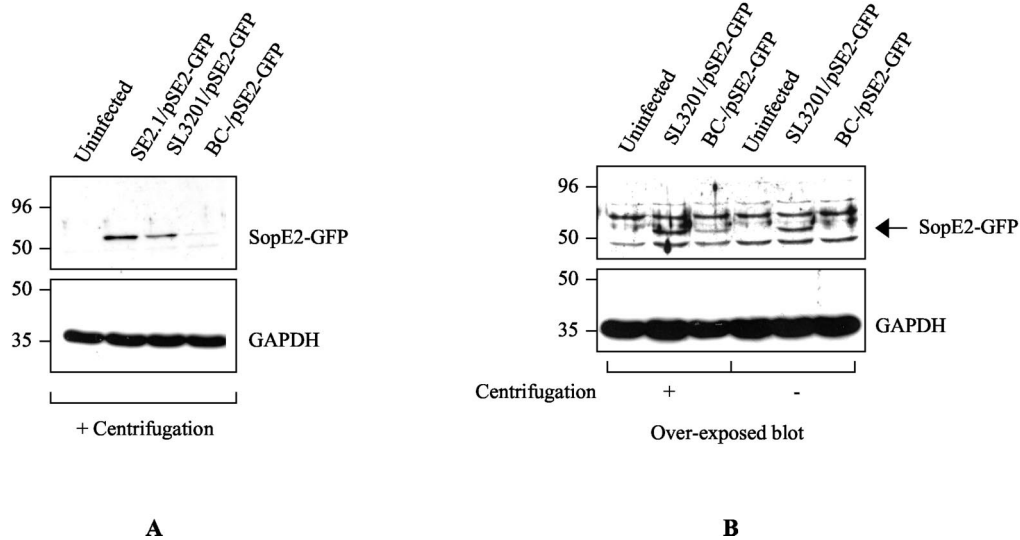 Uninfected
SE2.1/pSE2-GFP
SL3201/pSE2-GFP
BC-/pSE2-GFP
96
50
SopE2-GFP
50
35
GAPDH
+ Centrifugation
A
Uninfected
SL3201/pSE2-GFP
BC-/pSE2-GFP
Uninfected
SL3201/pSE2-GFP
BC-/pSE2-GFP
96
50
SopE2-GFP
50
35
GAPDH
Centrifugation + -
Over-exposed blot
B